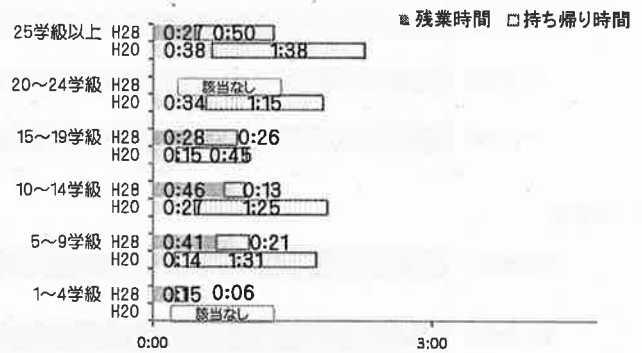 ■残業時間 □持ち帰り時間
25学級以上 H28 0:27 0:50
H20 0:38 1:38
20～24学級 H28 該当なし
H20 0:34 1:15
15～19学級 H28 0:28 0:26
H20 0:15 0:45
10～14学級 H28 0:46 0:13
H20 0:27 1:25
5～9学級 H28 0:41 0:21
H20 0:14 1:31
1～4学級 H28 0:15 0:06
H20 該当なし
0:00 3:00